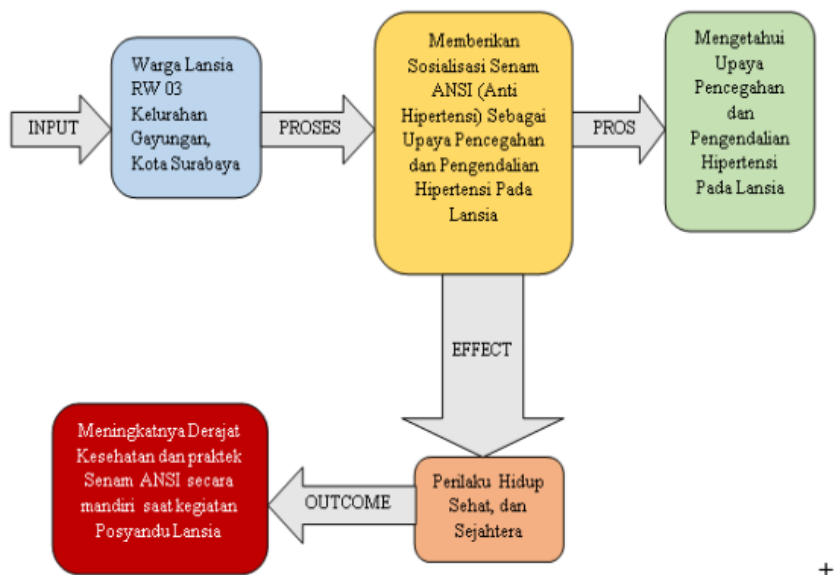 INPUT
Warga Lansia
RW 03
Kelurahan
Gayungan,
Kota Surabaya
PROSES
Memberikan
Sosialisasi Senam
ANSI (Anti
Hipertensi) Sebagai
Upaya Pencegahan
dan Pengendalian
Hipertensi Pada
Lansia
PROS
Mengetahui
Upaya
Pencegahan
dan
Pengendalian
Hipertensi
Pada Lansia
EFFECT
Perilaku Hidup
Sehat, dan
Sejahtera
OUTCOME
Meningkatnya Derajat
Kesehatan dan praktek
Senam ANSI secara
mandiri saat kegiatan
Posyandu Lansia
+